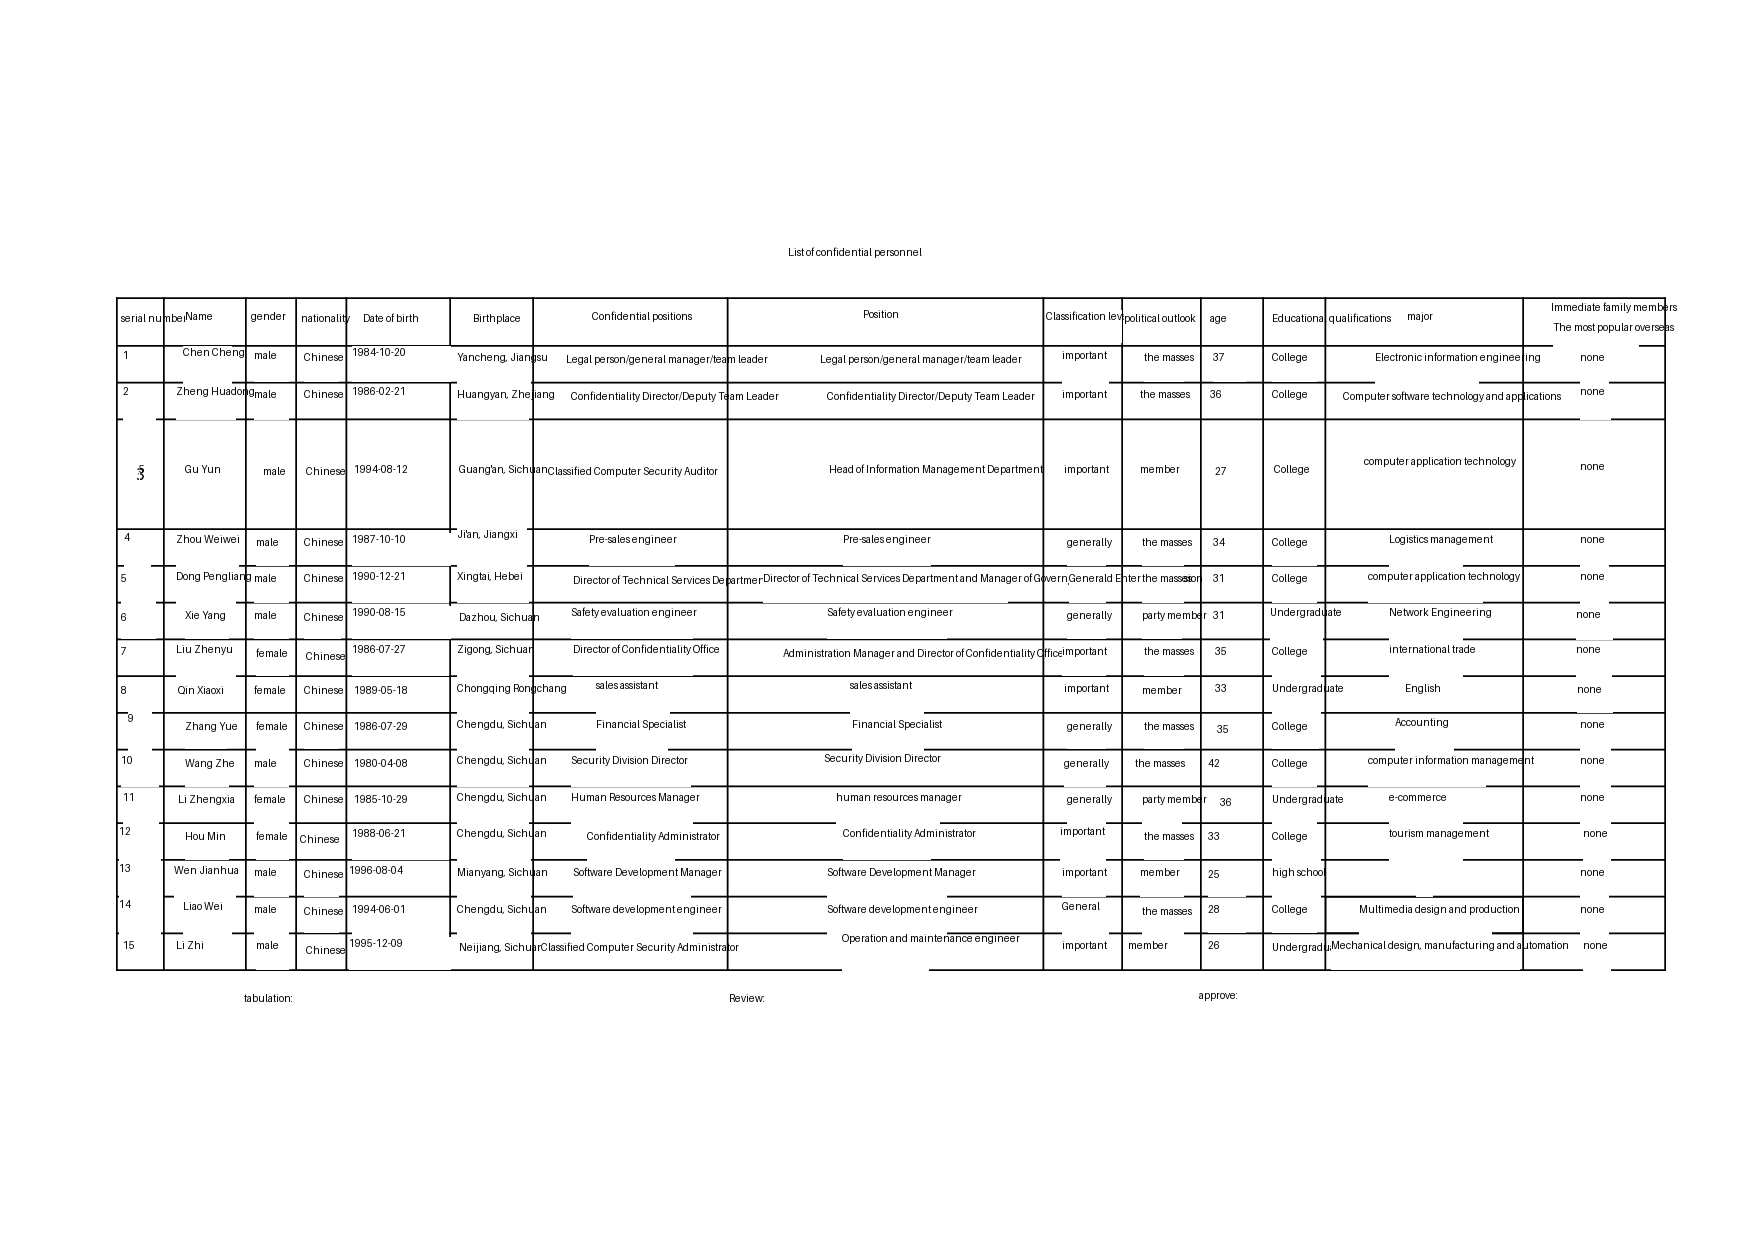 List of confidential personnel
serial number Name gender nationality Date of birth Birthplace Confidential positions Position Classification lev political outlook age Educational qualifications major Immediate family members
The most popular overseas
1 Chen Cheng male Chinese 1984-10-20 Yancheng, Jiangsu Legal person/general manager/team leader Legal person/general manager/team leader important the masses 37 College Electronic information engineering none
2 Zheng Huadong male Chinese 1986-02-21 Huangyan, Zhejiang Confidentiality Director/Deputy Team Leader Confidentiality Director/Deputy Team Leader important the masses 36 College Computer software technology and applications none
3 Gu Yun male Chinese 1994-08-12 Guang'an, Sichuan Classified Computer Security Auditor Head of Information Management Department important member 27 College computer application technology none
4 Zhou Weiwei male Chinese 1987-10-10 Ji'an, Jiangxi Pre-sales engineer Pre-sales engineer generally the masses 34 College Logistics management none
5 Dong Pengliang male Chinese 1990-12-21 Xingtai, Hebei Director of Technical Services Departmen Director of Technical Services Department and Manager of Govern General the masses 31 College computer application technology none
6 Xie Yang male Chinese 1990-08-15 Dazhou, Sichuan Safety evaluation engineer Safety evaluation engineer generally party member 31 Undergraduate Network Engineering none
7 Liu Zhenyu female Chinese 1986-07-27 Zigong, Sichuan Director of Confidentiality Office Administration Manager and Director of Confidentiality Office important the masses 35 College international trade none
8 Qin Xiaoxi female Chinese 1989-05-18 Chongqing Rongchang sales assistant sales assistant important member 33 Undergraduate English none
9 Zhang Yue female Chinese 1986-07-29 Chengdu, Sichuan Financial Specialist Financial Specialist generally the masses 35 College Accounting none
10 Wang Zhe male Chinese 1980-04-08 Chengdu, Sichuan Security Division Director Security Division Director generally the masses 42 College computer information management none
11 Li Zhengxia female Chinese 1985-10-29 Chengdu, Sichuan Human Resources Manager human resources manager generally party member 36 Undergraduate e-commerce none
12 Hou Min female Chinese 1988-06-21 Chengdu, Sichuan Confidentiality Administrator Confidentiality Administrator important the masses 33 College tourism management none
13 Wen Jianhua male Chinese 1996-08-04 Mianyang, Sichuan Software Development Manager Software Development Manager important member 25 high school none
14 Liao Wei male Chinese 1994-06-01 Chengdu, Sichuan Software development engineer Software development engineer General the masses 28 College Multimedia design and production none
15 Li Zhi male Chinese 1995-12-09 Neijiang, Sichuan Classified Computer Security Administrator Operation and maintenance engineer important member 26 Undergradu Mechanical design, manufacturing and automation none
tabulation: Review: approve: